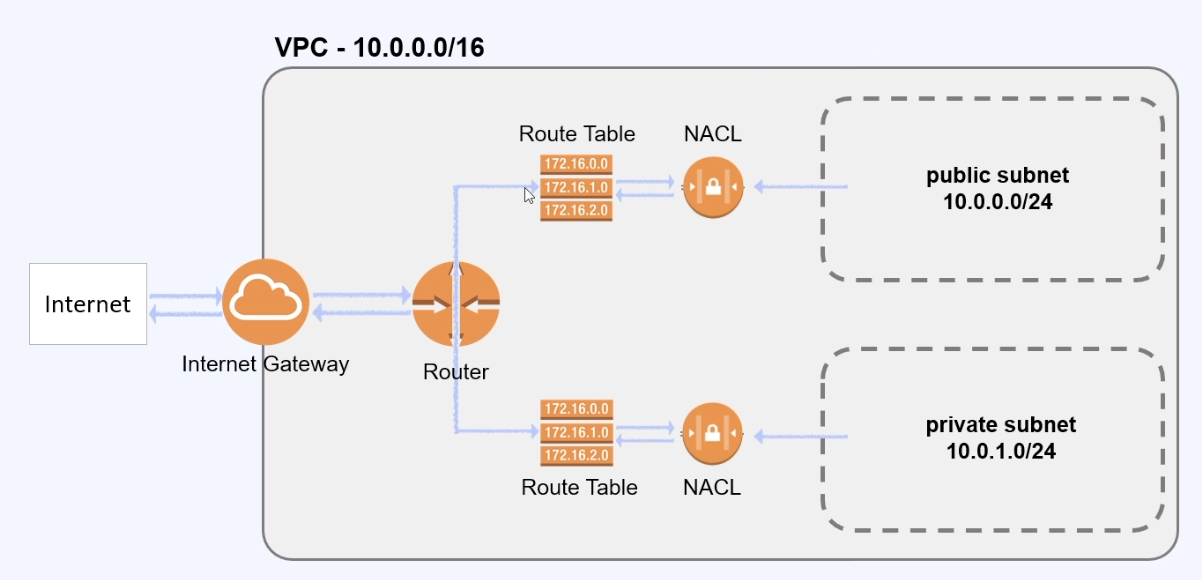 VPC - 10.0.0.0/16
Route Table
NACL
172.16.0.0
172.16.1.0
172.16.2.0
public subnet
10.0.0.0/24
Internet
Internet Gateway
Router
172.16.0.0
172.16.1.0
172.16.2.0
Route Table
NACL
private subnet
10.0.1.0/24